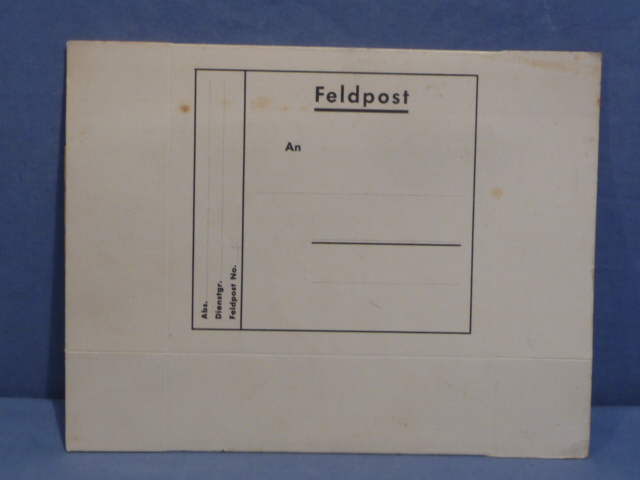 Feldpost
An
Abs.
Dienstgr.
Feldpost No.